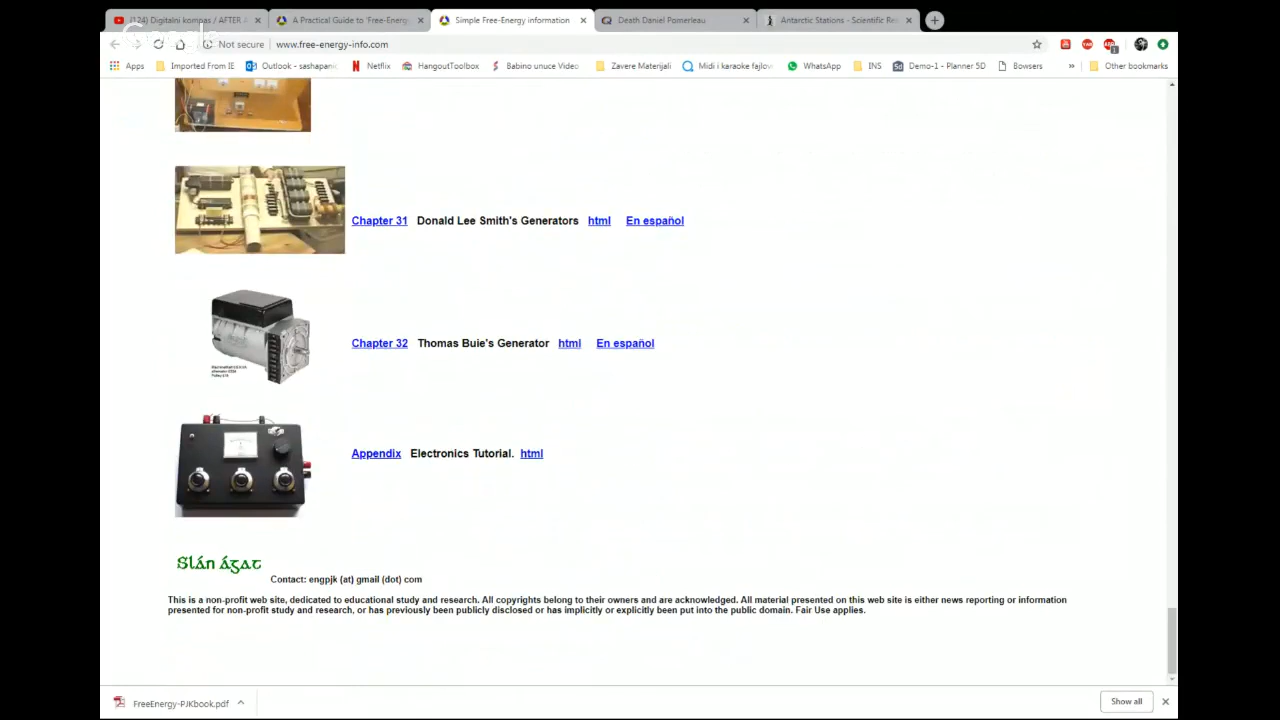 (124) Digitalni kompas / AFTER A
A Practical Guide to 'Free-Energy
Simple Free-Energy information
Death Daniel Pomerleau
Antarctic Stations - Scientific Re
Google
Not secure
www.free-energy-info.com
Apps
Imported From IE
Outlook - sashapanic
Netflix
HangoutToolbox
Babino unuce Video
Zavere Materijali
Midi i karaoke fajlov
WhatsApp
INS
Demo-1 - Planner 5D
Bowsers
»
Other bookmarks
Chapter 31 Donald Lee Smith's Generators html En español
Chapter 32 Thomas Buie's Generator html En español
Appendix Electronics Tutorial. html
Slán ágat
Contact: engpjk (at) gmail (dot) com
This is a non-profit web site, dedicated to educational study and research. All copyrights belong to their owners and are acknowledged. All material presented on this web site is either news reporting or information
presented for non-profit study and research, or has previously been publicly disclosed or has implicitly or explicitly been put into the public domain. Fair Use applies.
FreeEnergy-PJKbook.pdf
Show all